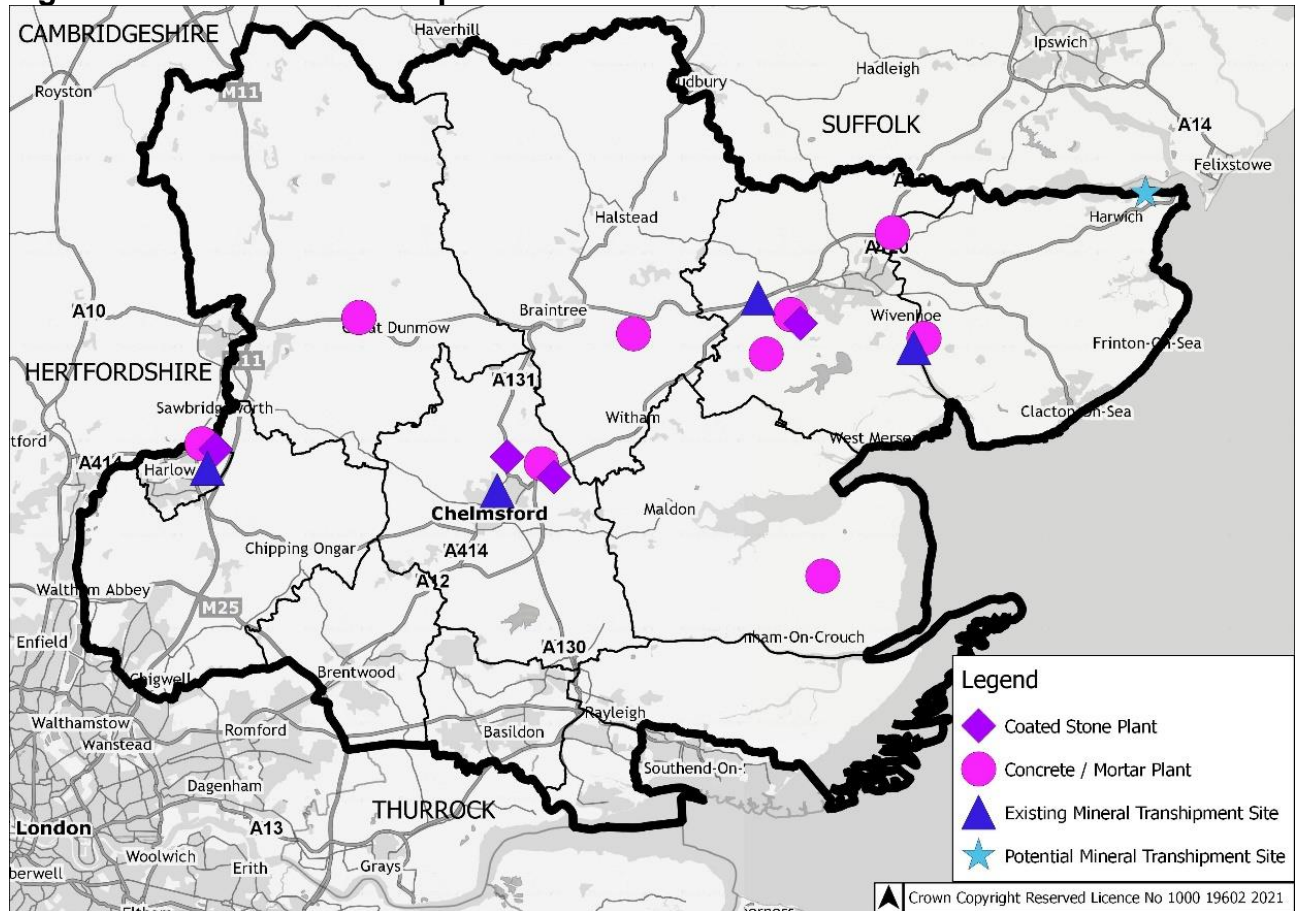 CAMBRIDGESHIRE
Haverhill
Ipswich
Hadleigh
Royston
M11
SUFFOLK
A14
Felixstowe
Halstead
Harwich
A10
Braintree
Wivenhoe
Frinton-On-Sea
HERTFORDSHIRE
A131
Clacton-On-Sea
Witham
A414
Harlow
Maldon
Chelmsford
Chipping Ongar
A414
A12
Waltham Abbey
M25
Enfield
A130
Brentwood
Chigwell
Legend
Rayleigh
Walthamstow
Romford
Basildon
Coated Stone Plant
Wanstead
Southend-On-
Concrete / Mortar Plant
Dagenham
THURROCK
Existing Mineral Transhipment Site
London
A13
Woolwich
Erith
Grays
Potential Mineral Transhipment Site
Crown Copyright Reserved Licence No 1000 19602 2021